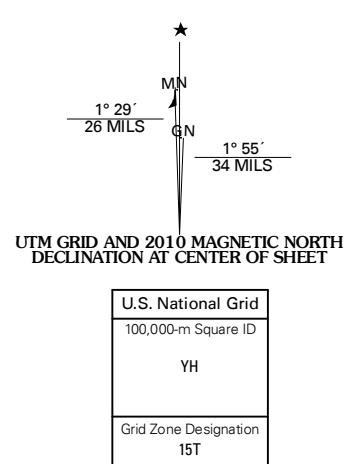 MN
1° 29´
26 MILS
GN
1° 55´
34 MILS
UTM GRID AND 2010 MAGNETIC NORTH
DECLINATION AT CENTER OF SHEET
U.S. National Grid
100,000-m Square ID
YH
Grid Zone Designation
15T